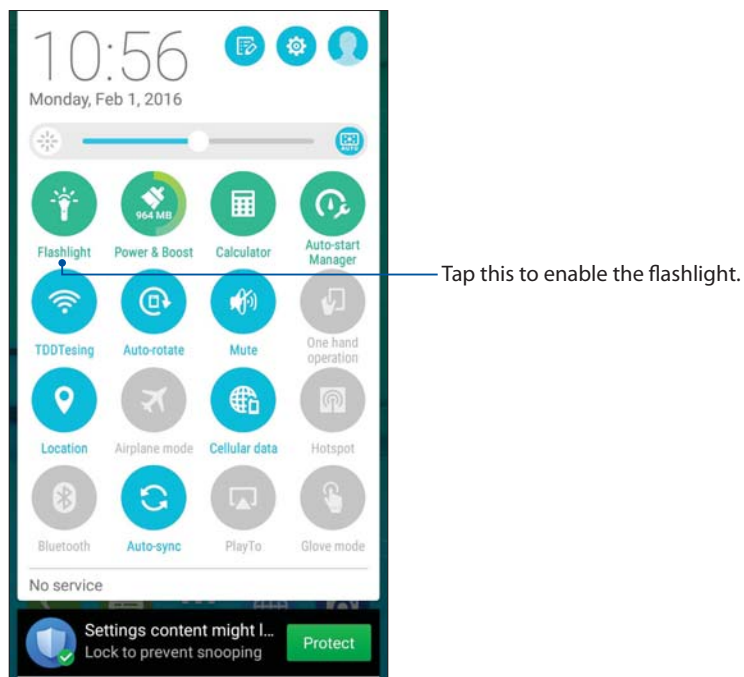 10:56
Monday, Feb 1, 2016
AUTO
964 MB
Flashlight Power & Boost Calculator Auto-start Manager
Tap this to enable the flashlight.
TDDTesing Auto-rotate Mute One hand operation
Location Airplane mode Cellular data Hotspot
Bluetooth Auto-sync PlayTo Glove mode
No service
Settings content might l...
Lock to prevent snooping
Protect